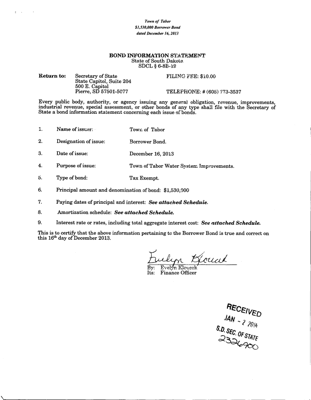 Town of Tabor
$1,530,000 Borrower Bond
dated December 16, 2013
BOND INFORMATION STATEMENT
State of South Dakota
SDCL § 6-8B-19
Return to: Secretary of State FILING FEE: $10.00
State Capitol, Suite 204
500 E. Capitol
Pierre, SD 57501-5077 TELEPHONE: # (605) 773-3537
Every public body, authority, or agency issuing any general obligation, revenue, improvements,
industrial revenue, special assessment, or other bonds of any type shall file with the Secretary of
State a bond information statement concerning each issue of bonds.
1. Name of issuer: Town of Tabor
2. Designation of issue: Borrower Bond.
3. Date of issue: December 16, 2013
4. Purpose of issue: Town of Tabor Water System Improvements.
5. Type of bond: Tax Exempt.
6. Principal amount and denomination of bond: $1,530,000
7. Paying dates of principal and interest: See attached Schedule.
8. Amortization schedule: See attached Schedule.
9. Interest rate or rates, including total aggregate interest cost: See attached Schedule.
This is to certify that the above information pertaining to the Borrower Bond is true and correct on
this 16th day of December 2013.
Evelyn Kloucek
By: Evelyn Kloucek
Its: Finance Officer
RECEIVED
JAN - 2 2014
S.D. SEC. OF STATE
2326900